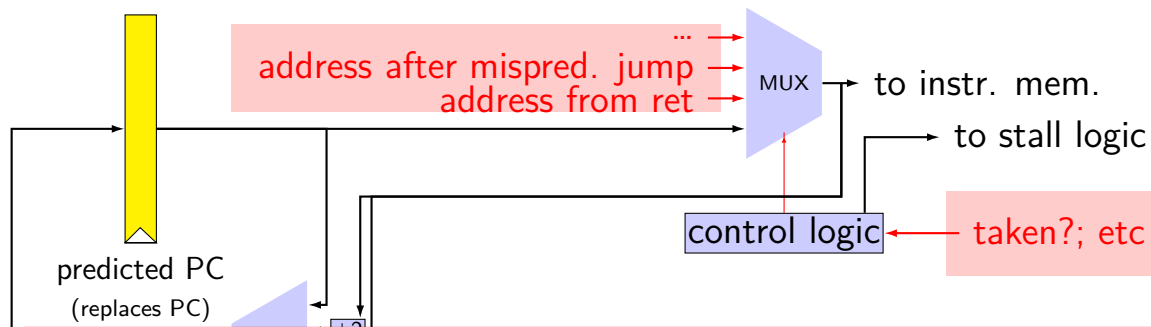 ...
address after mispred. jump
address from ret
MUX
to instr. mem.
to stall logic
control logic
taken?; etc
predicted PC
(replaces PC)